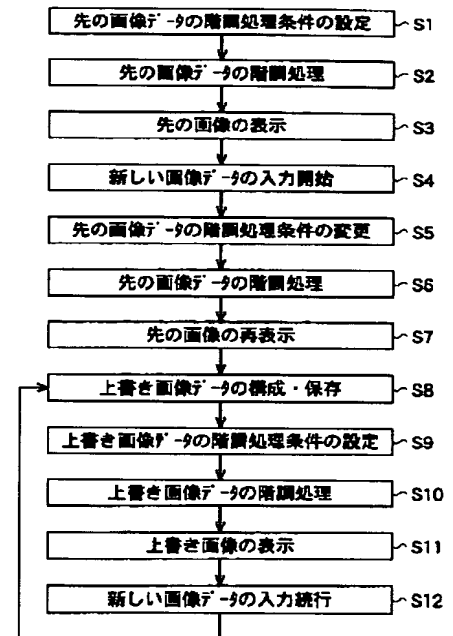 先の画像ﾃﾞｰﾀの階調処理条件の設定 S1
先の画像ﾃﾞｰﾀの階調処理 S2
先の画像の表示 S3
新しい画像ﾃﾞｰﾀの入力開始 S4
先の画像ﾃﾞｰﾀの階調処理条件の変更 S5
先の画像ﾃﾞｰﾀの階調処理 S6
先の画像の再表示 S7
上書き画像ﾃﾞｰﾀの構成・保存 S8
上書き画像ﾃﾞｰﾀの階調処理条件の設定 S9
上書き画像ﾃﾞｰﾀの階調処理 S10
上書き画像の表示 S11
新しい画像ﾃﾞｰﾀの入力続行 S12